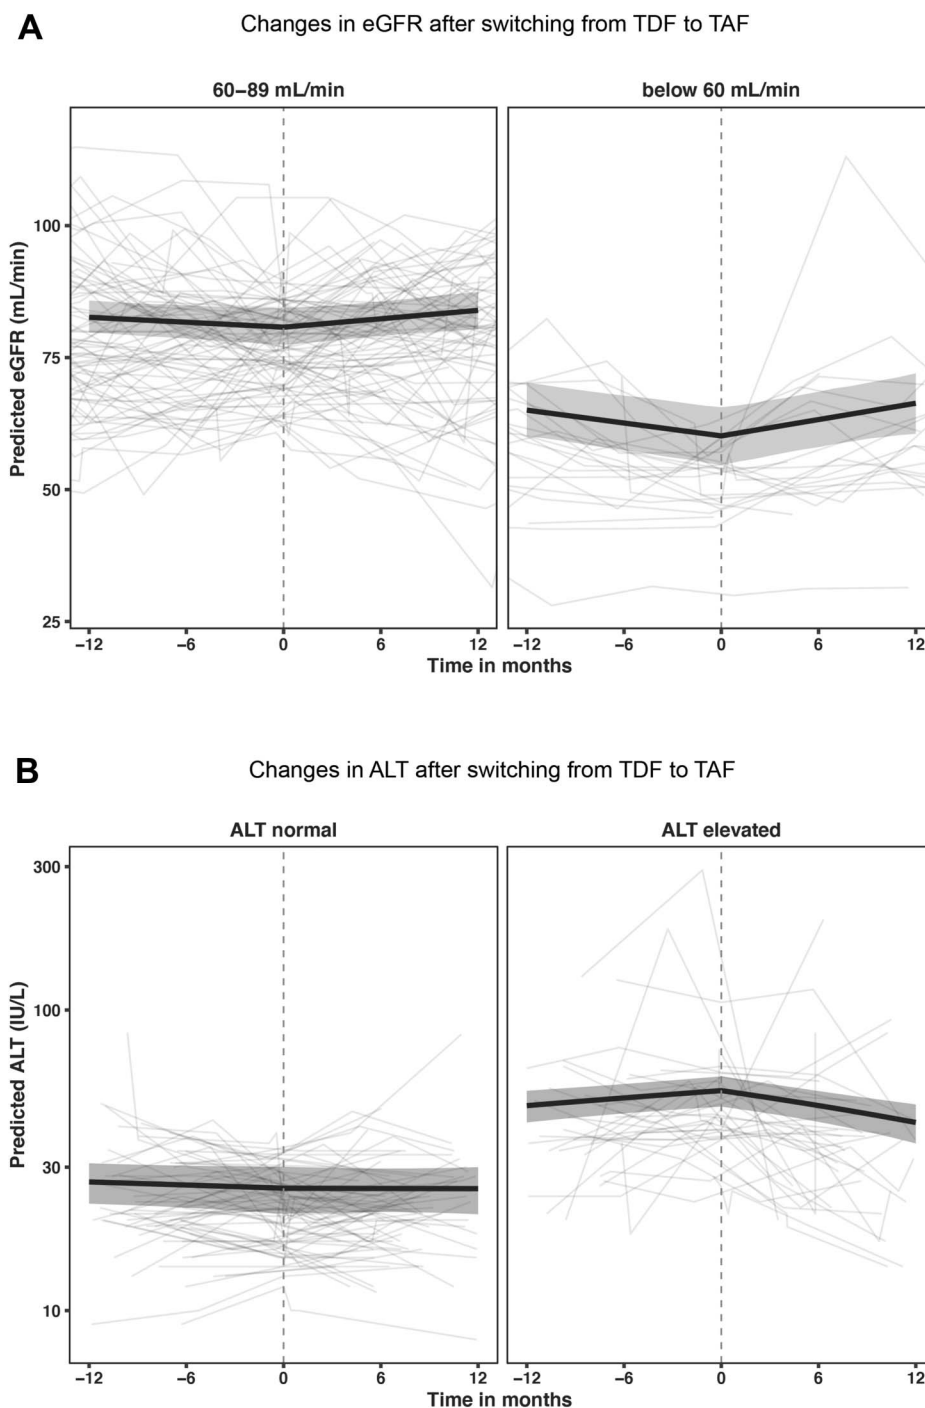 A
Changes in eGFR after switching from TDF to TAF
60–89 mL/min
below 60 mL/min
Predicted eGFR (mL/min)
100
75
50
25
−12 −6 0 6 12
−12 −6 0 6 12
Time in months
B
Changes in ALT after switching from TDF to TAF
ALT normal
ALT elevated
Predicted ALT (IU/L)
300
100
30
10
−12 −6 0 6 12
−12 −6 0 6 12
Time in months